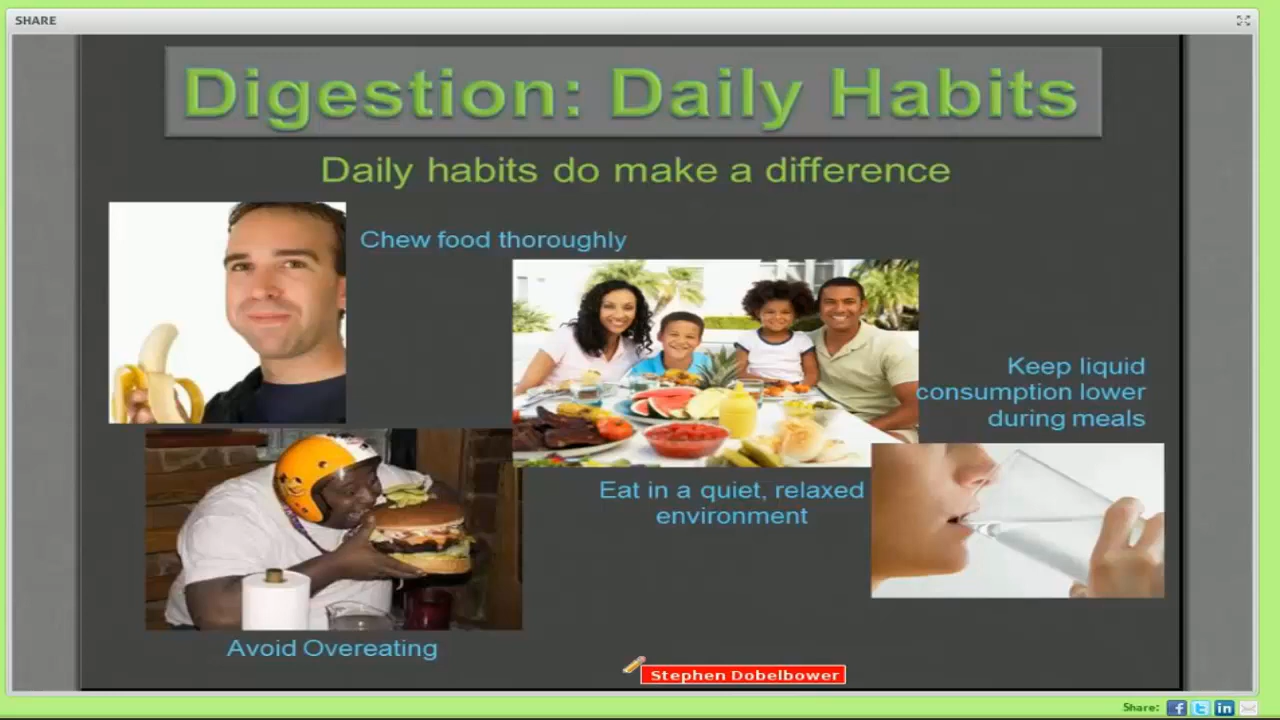 SHARE
Digestion: Daily Habits
Daily habits do make a difference
Chew food thoroughly
Keep liquid
consumption lower
during meals
Eat in a quiet, relaxed
environment
Avoid Overeating
Stephen Dobelbower
Share: